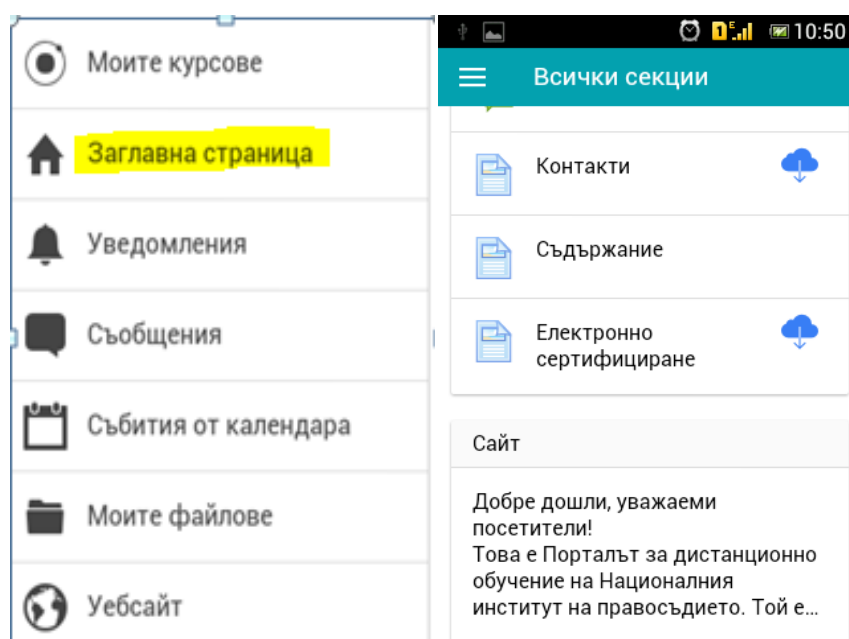 Моите курсове
Заглавна страница
Уведомления
Съобщения
Събития от календара
Моите файлове
Уебсайт
1 E 10:50
Всички секции
Контакти
Съдържание
Електронно
сертифициране
Сайт
Добре дошли, уважаеми
посетители!
Това е Порталът за дистанционно
обучение на Националния
институт на правосъдието. Той е...